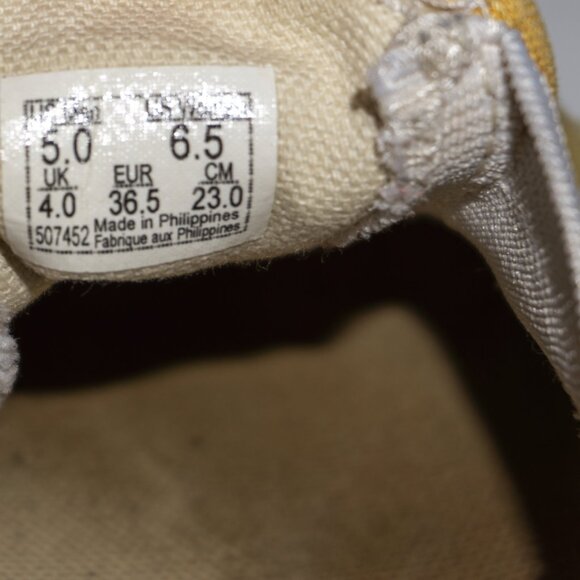 5.0 6.5
UK EUR CM
4.0 36.5 23.0
Made in Philippines
507452 Fabrique aux Philippines